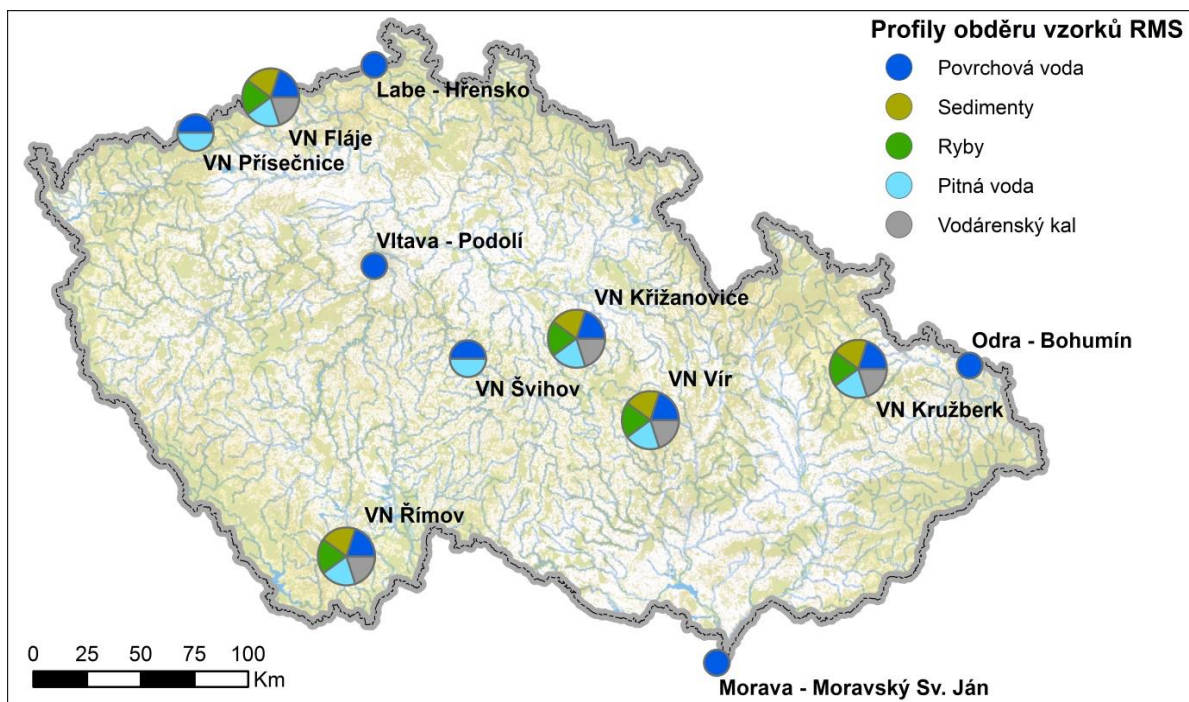 Profily obděru vzorků RMS
Povrchová voda
Sedimenty
Ryby
Pitná voda
Vodárenský kal
Labe - Hřensko
VN Fláje
VN Přísečnice
Vltava - Podolí
VN Křižanovice
Odra - Bohumín
VN Švihov
VN Vír
VN Kružberk
VN Římov
0 25 50 75 100
Km
Morava - Moravský Sv. Ján